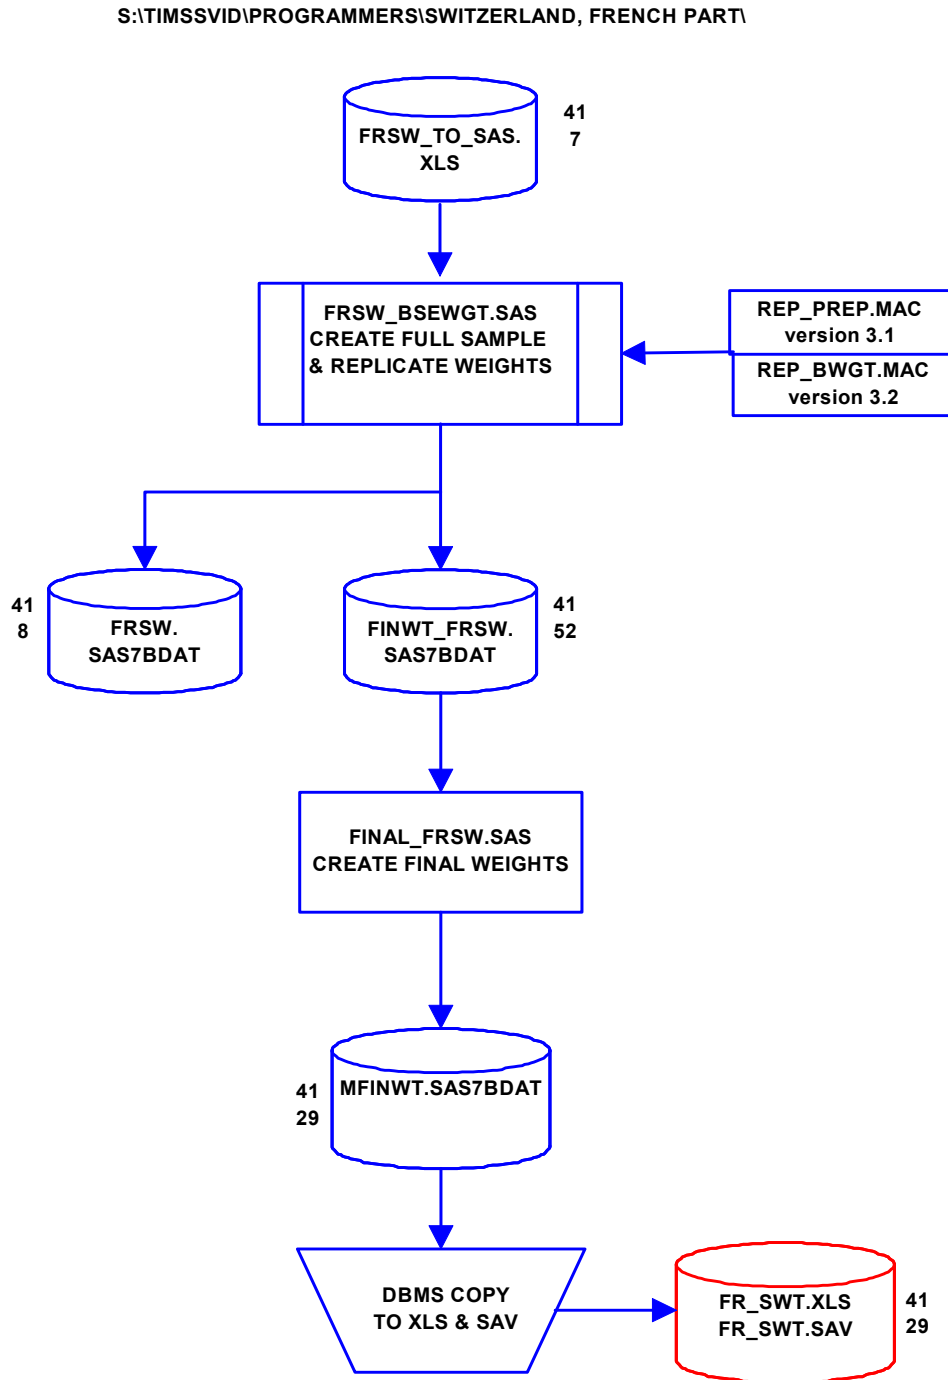 S:\TIMSSVID\PROGRAMMERS\SWITZERLAND, FRENCH PART\
FRSW_TO_SAS.
XLS
41
7
FRSW_BSEWGT.SAS
CREATE FULL SAMPLE
& REPLICATE WEIGHTS
REP_PREP.MAC
version 3.1
REP_BWGT.MAC
version 3.2
41
8
FRSW.
SAS7BDAT
FINWT_FRSW.
SAS7BDAT
41
52
FINAL_FRSW.SAS
CREATE FINAL WEIGHTS
41
29
MFINWT.SAS7BDAT
DBMS COPY
TO XLS & SAV
FR_SWT.XLS
FR_SWT.SAV
41
29